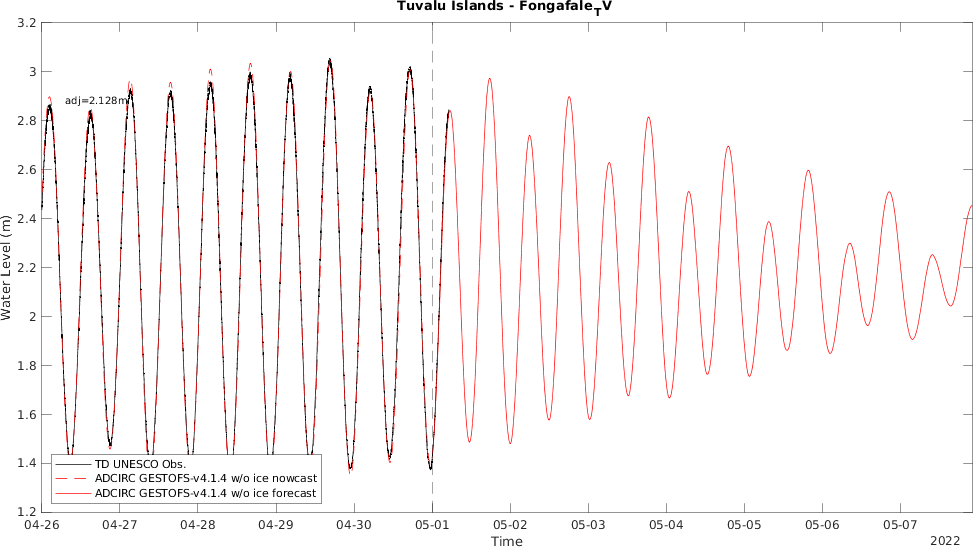 Tuvalu Islands - Fongafale_TV
3.2
3
2.8
2.6
2.4
2.2
2
1.8
1.6
1.4
1.2
Water Level (m)
adj=2.128m
TD UNESCO Obs.
ADCIRC GESTOFS-v4.1.4 w/o ice nowcast
ADCIRC GESTOFS-v4.1.4 w/o ice forecast
04-26 04-27 04-28 04-29 04-30 05-01 05-02 05-03 05-04 05-05 05-06 05-07
Time
2022